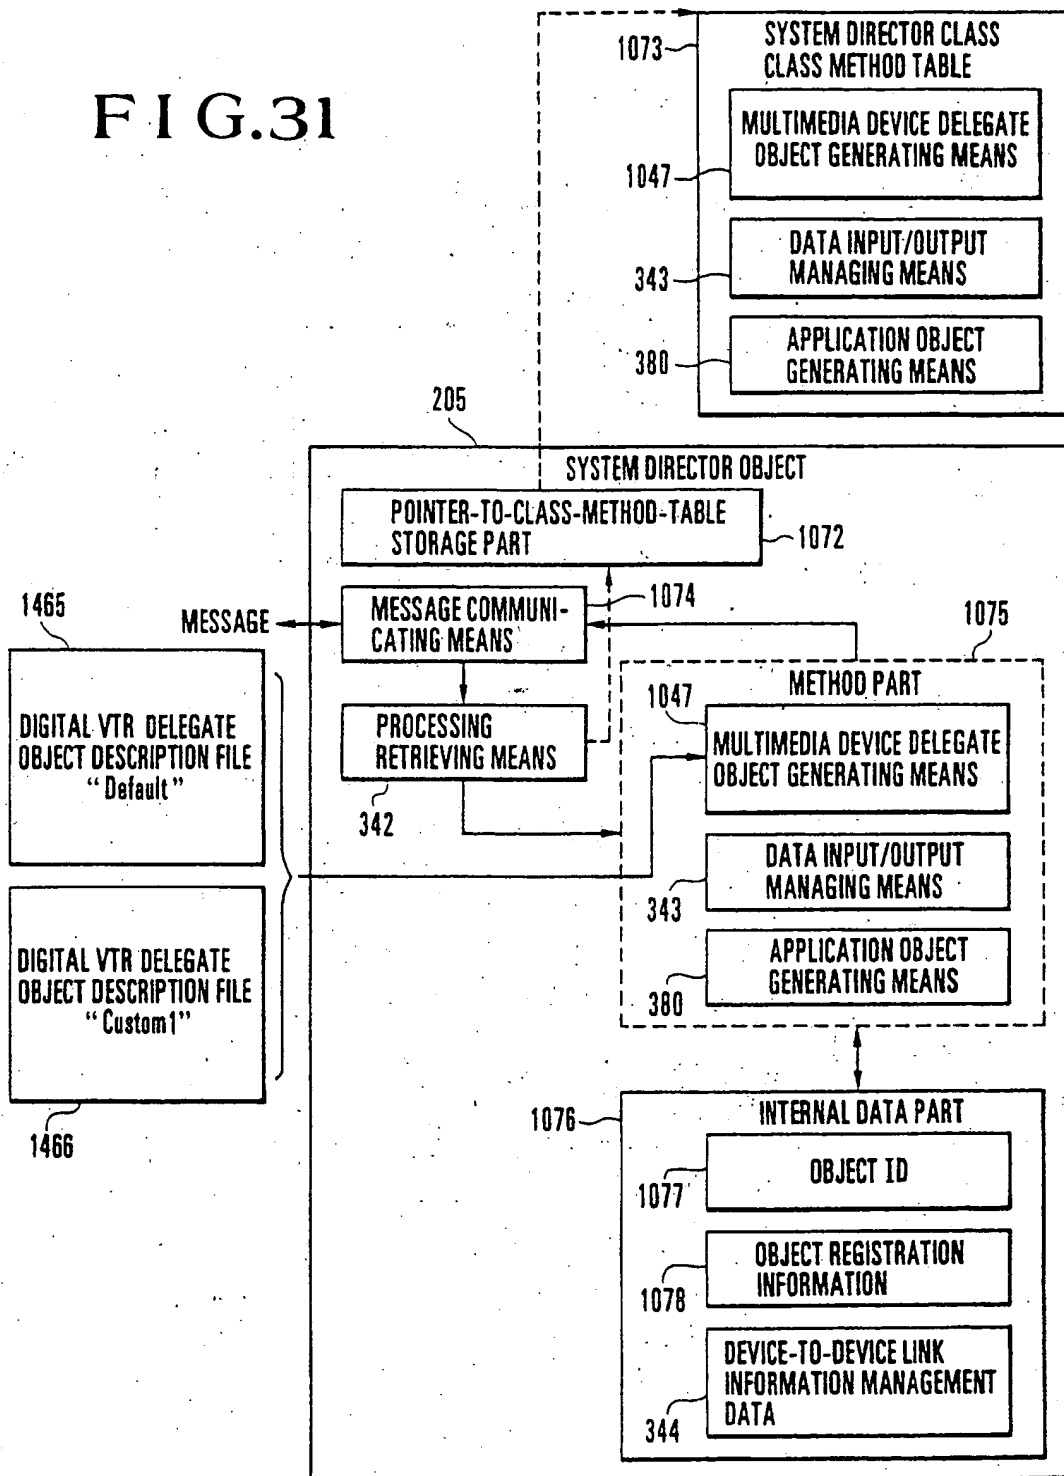 FIG.31
1073
SYSTEM DIRECTOR CLASS
CLASS METHOD TABLE
MULTIMEDIA DEVICE DELEGATE
OBJECT GENERATING MEANS
1047
DATA INPUT/OUTPUT
MANAGING MEANS
343
APPLICATION OBJECT
GENERATING MEANS
380
205
SYSTEM DIRECTOR OBJECT
POINTER-TO-CLASS-METHOD-TABLE
STORAGE PART
1072
MESSAGE
MESSAGE COMMUNI-
CATING MEANS
1074
PROCESSING
RETRIEVING MEANS
342
1465
DIGITAL VTR DELEGATE
OBJECT DESCRIPTION FILE
"Default"
DIGITAL VTR DELEGATE
OBJECT DESCRIPTION FILE
"Custom1"
1466
1075
METHOD PART
1047
MULTIMEDIA DEVICE DELEGATE
OBJECT GENERATING MEANS
DATA INPUT/OUTPUT
MANAGING MEANS
343
APPLICATION OBJECT
GENERATING MEANS
380
1076
INTERNAL DATA PART
OBJECT ID
1077
OBJECT REGISTRATION
INFORMATION
1078
DEVICE-TO-DEVICE LINK
INFORMATION MANAGEMENT
DATA
344